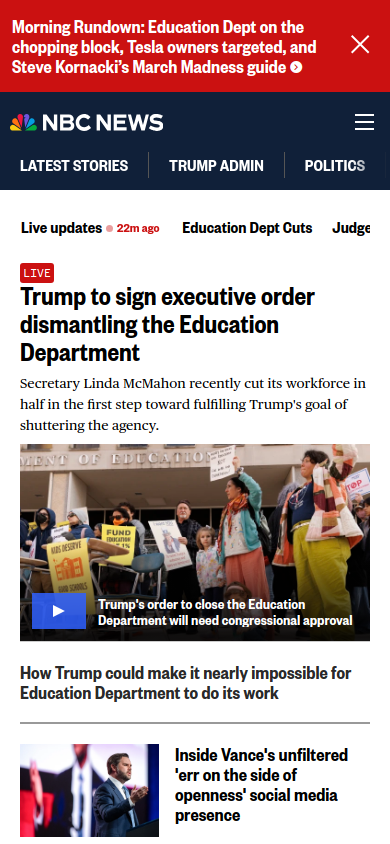 Morning Rundown: Education Dept on the
chopping block, Tesla owners targeted, and
Steve Kornacki’s March Madness guide
NBC NEWS
LATEST STORIES
TRUMP ADMIN
POLITICS
Live updates 22m ago
Education Dept Cuts
Judge
LIVE
Trump to sign executive order
dismantling the Education
Department
Secretary Linda McMahon recently cut its workforce in
half in the first step toward fulfilling Trump's goal of
shuttering the agency.
MENT OF EDUCATION
FUND
EDUCATION
KIDS DESERVE
GOOD SCHOOLS
STOP
Trump's order to close the Education
Department will need congressional approval
How Trump could make it nearly impossible for
Education Department to do its work
Inside Vance's unfiltered
'err on the side of
openness' social media
presence